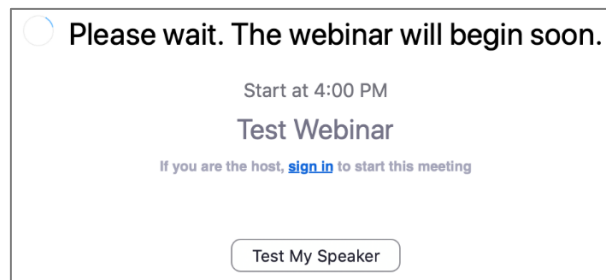 Please wait. The webinar will begin soon.
Start at 4:00 PM
Test Webinar
If you are the host, sign in to start this meeting
Test My Speaker